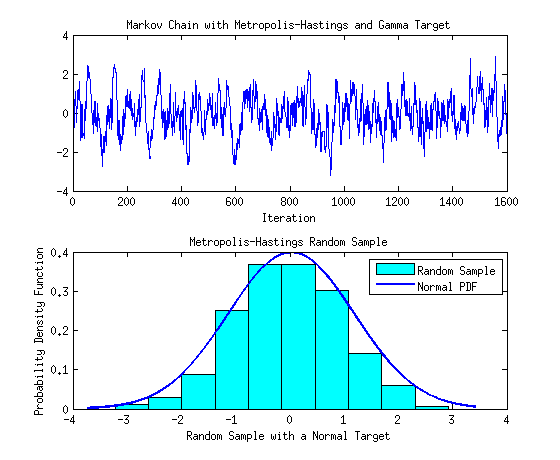 Markov Chain with Metropolis-Hastings and Gamma Target
4
2
0
-2
-4
0 200 400 600 800 1000 1200 1400 1600
Iteration
Metropolis-Hastings Random Sample
Probability Density Function
0.4
0.3
0.2
0.1
0
Random Sample
Normal PDF
-4 -3 -2 -1 0 1 2 3 4
Random Sample with a Normal Target